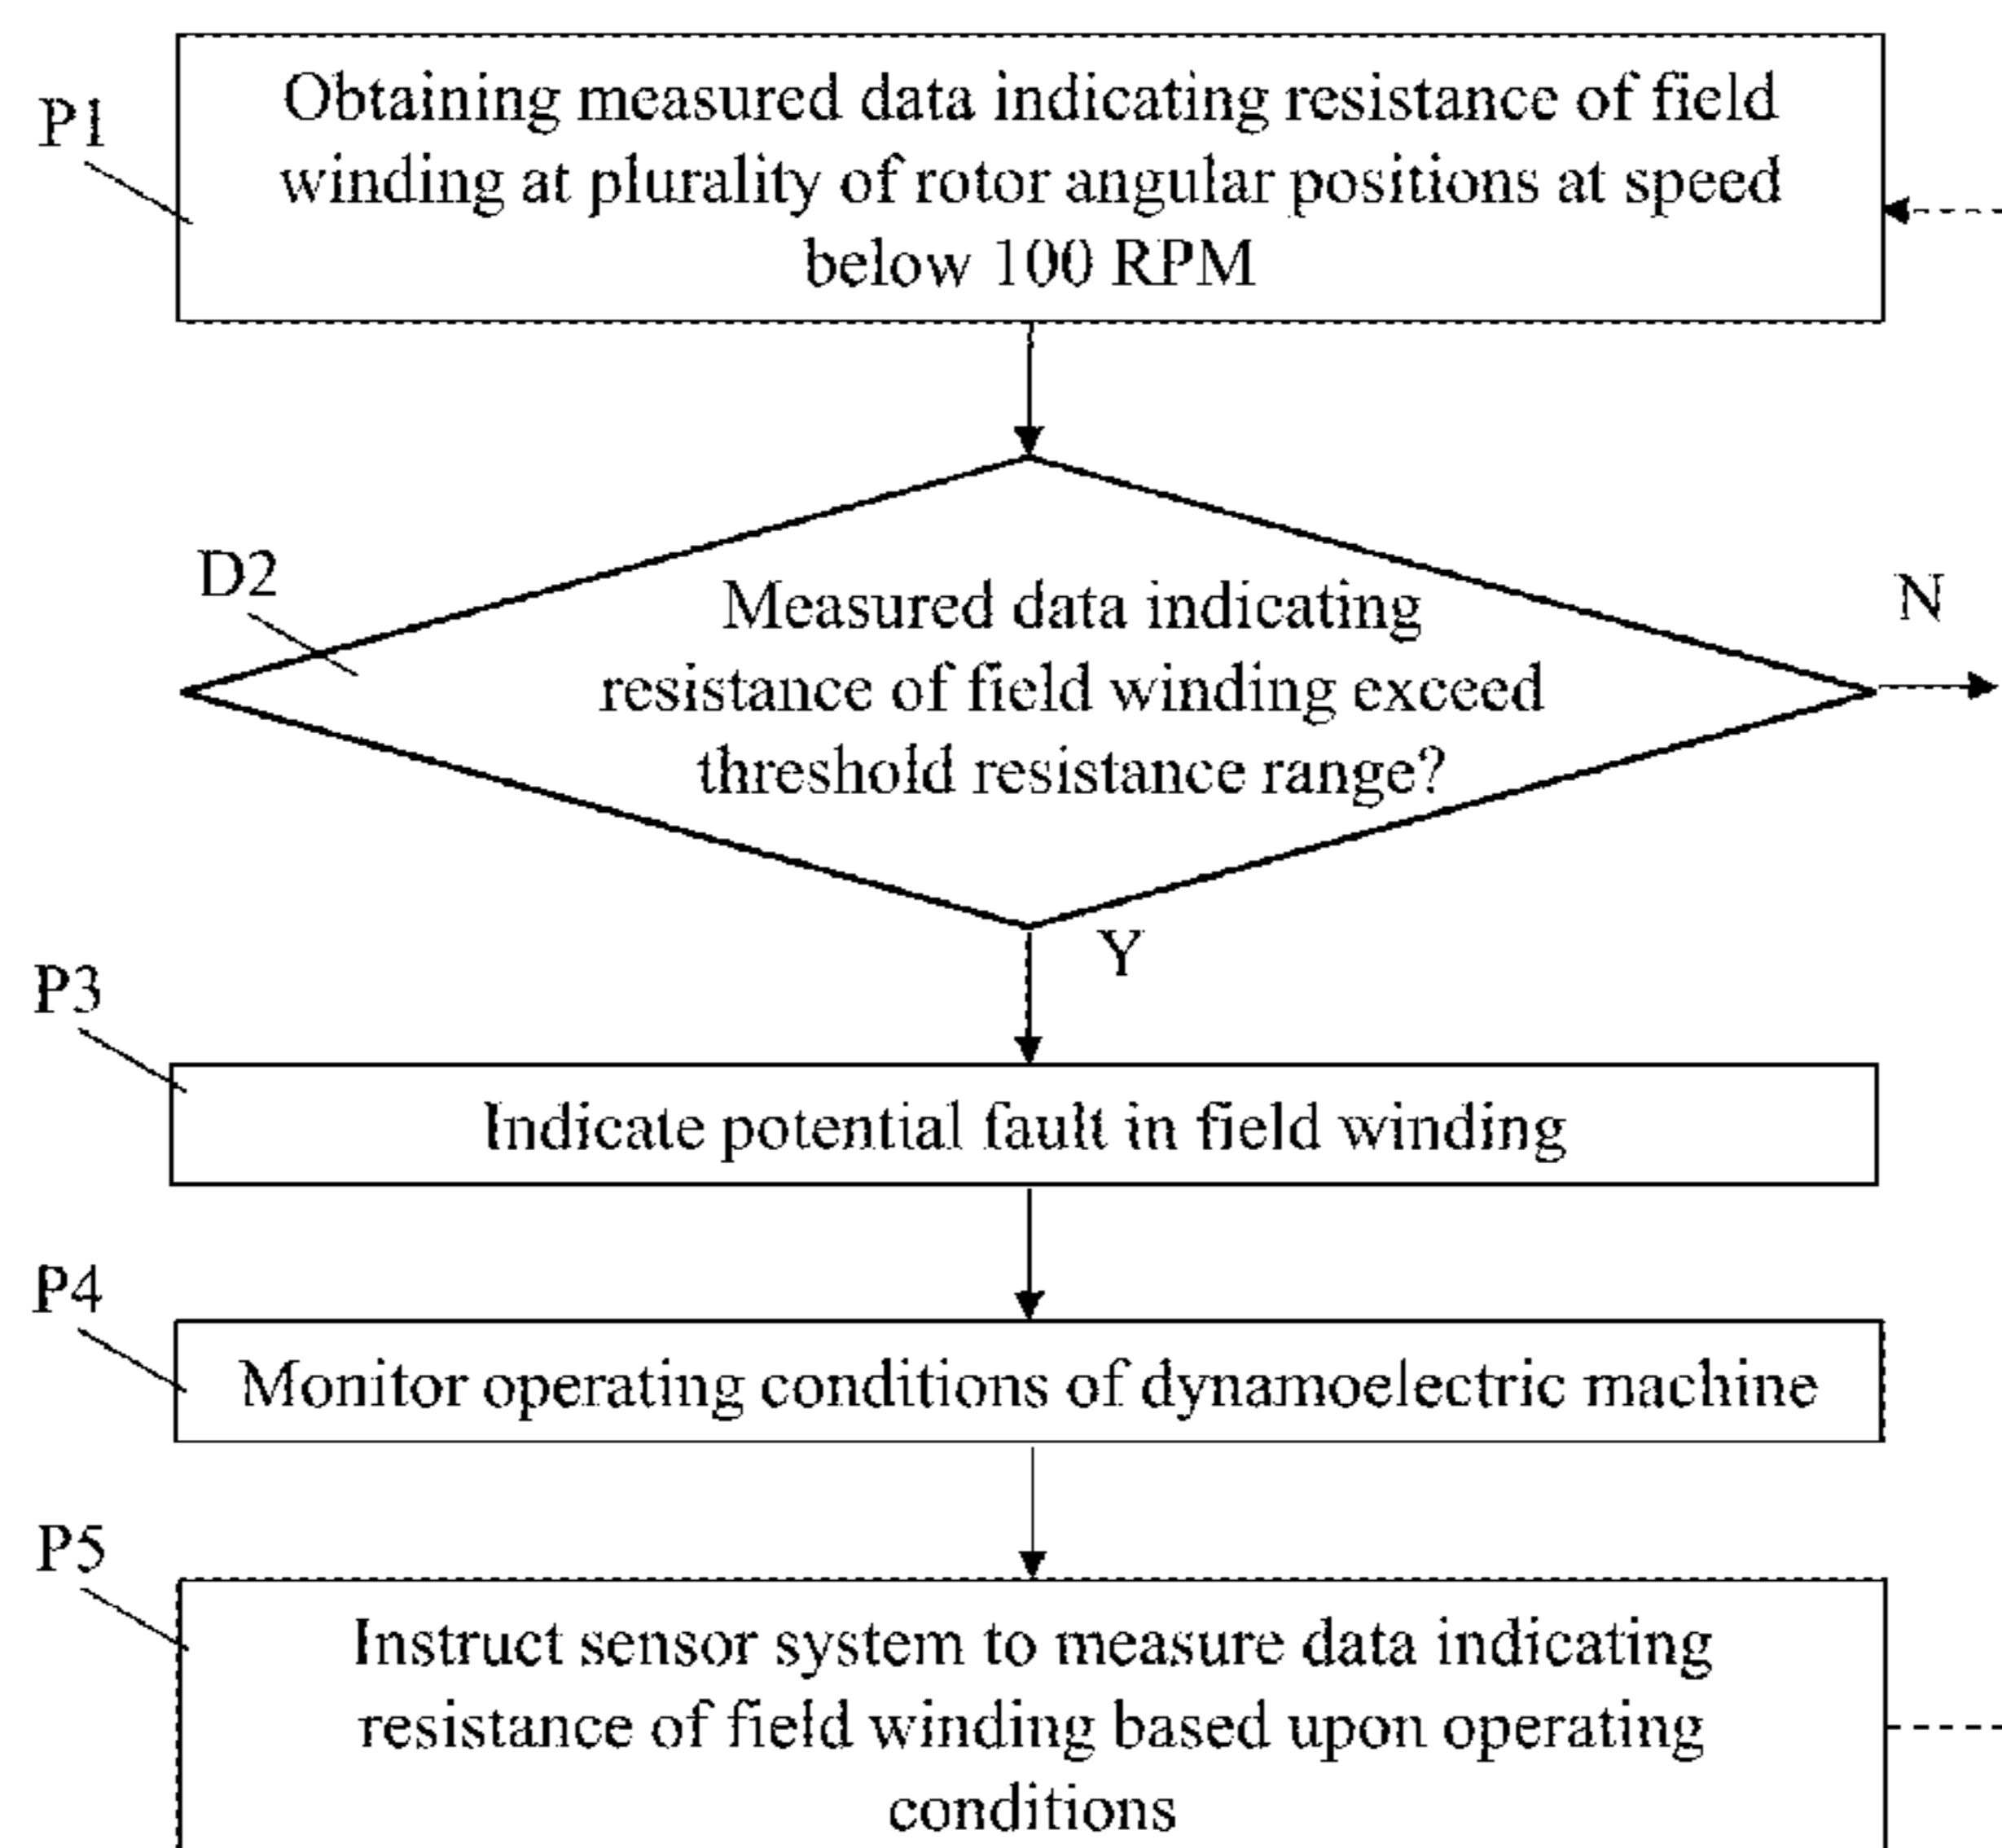 P1
Obtaining measured data indicating resistance of field
winding at plurality of rotor angular positions at speed
below 100 RPM
D2
Measured data indicating
resistance of field winding exceed
threshold resistance range?
N
Y
P3
Indicate potential fault in field winding
P4
Monitor operating conditions of dynamoelectric machine
P5
Instruct sensor system to measure data indicating
resistance of field winding based upon operating
conditions